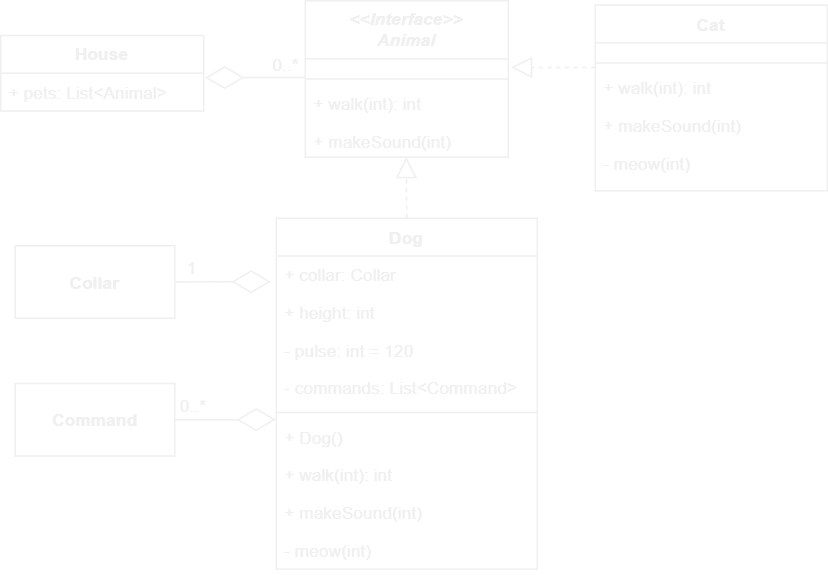 House
+ pets: List<Animal>
0..*
<<Interface>>
Animal
+ walk(int): int
+ makeSound(int)
Cat
+ walk(int): int
+ makeSound(int)
- meow(int)
Collar
1
Command
0..*
Dog
+ collar: Collar
+ height: int
- pulse: int = 120
- commands: List<Command>
+ Dog()
+ walk(int): int
+ makeSound(int)
- meow(int)